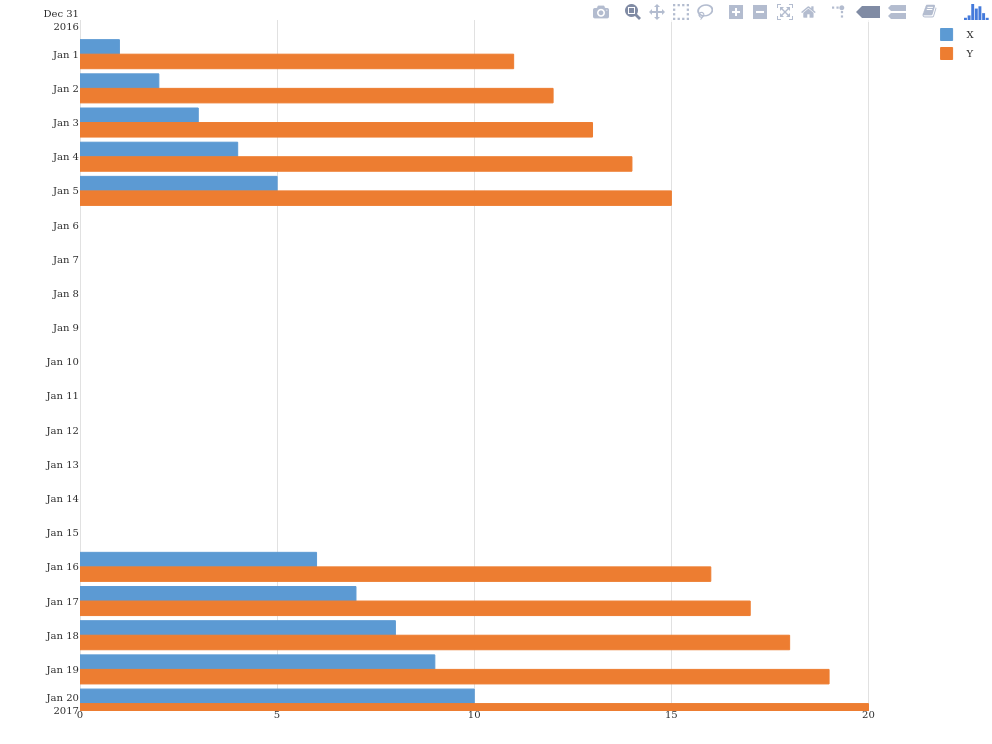 Dec 31
2016
X
Y
Jan 1
Jan 2
Jan 3
Jan 4
Jan 5
Jan 6
Jan 7
Jan 8
Jan 9
Jan 10
Jan 11
Jan 12
Jan 13
Jan 14
Jan 15
Jan 16
Jan 17
Jan 18
Jan 19
Jan 20
2017
0 5 10 15 20